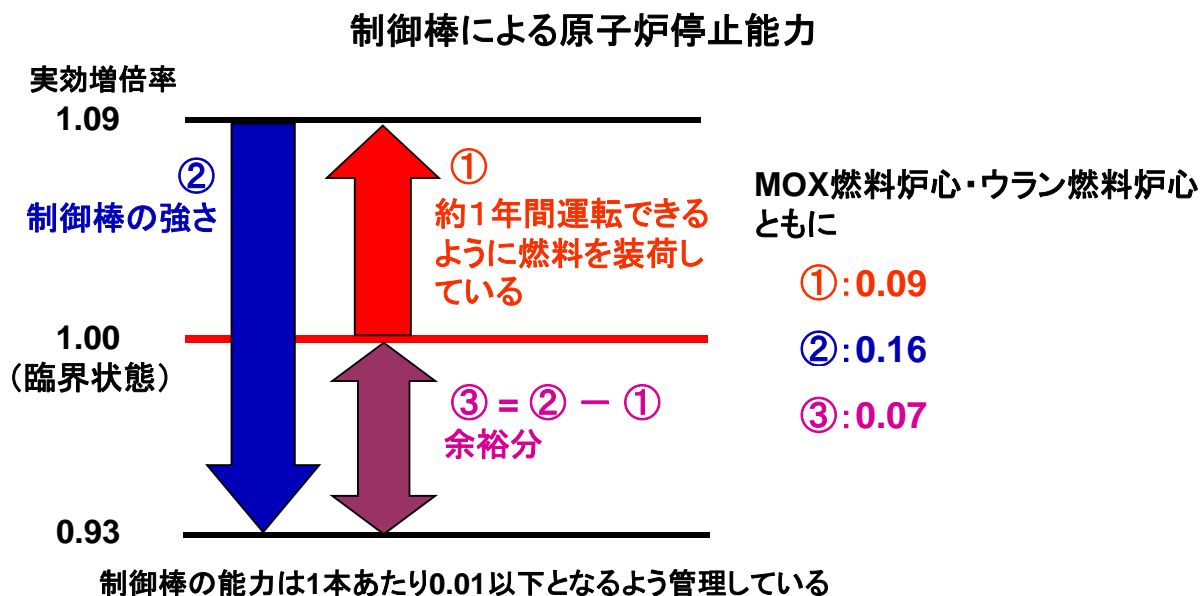 制御棒による原子炉停止能力
実効増倍率
1.09
②
制御棒の強さ
①
約1年間運転できる
ように燃料を装荷し
ている
MOX燃料炉心・ウラン燃料炉心
ともに
①:0.09
②:0.16
③:0.07
1.00
(臨界状態)
③ = ② － ①
余裕分
0.93
制御棒の能力は1本あたり0.01以下となるよう管理している